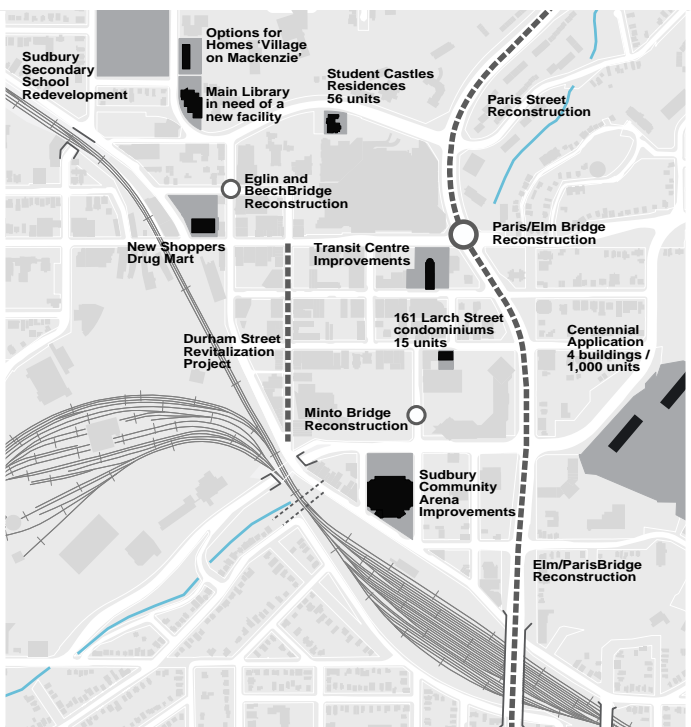 Options for
Homes ‘Village
on Mackenzie’
Sudbury
Secondary
School
Redevelopment
Main Library
in need of a
new facility
Student Castles
Residences
56 units
Paris Street
Reconstruction
Eglin and
BeechBridge
Reconstruction
Paris/Elm Bridge
Reconstruction
New Shoppers
Drug Mart
Transit Centre
Improvements
161 Larch Street
condominiums
15 units
Centennial
Application
4 buildings /
1,000 units
Durham Street
Revitalization
Project
Minto Bridge
Reconstruction
Sudbury
Community
Arena
Improvements
Elm/ParisBridge
Reconstruction